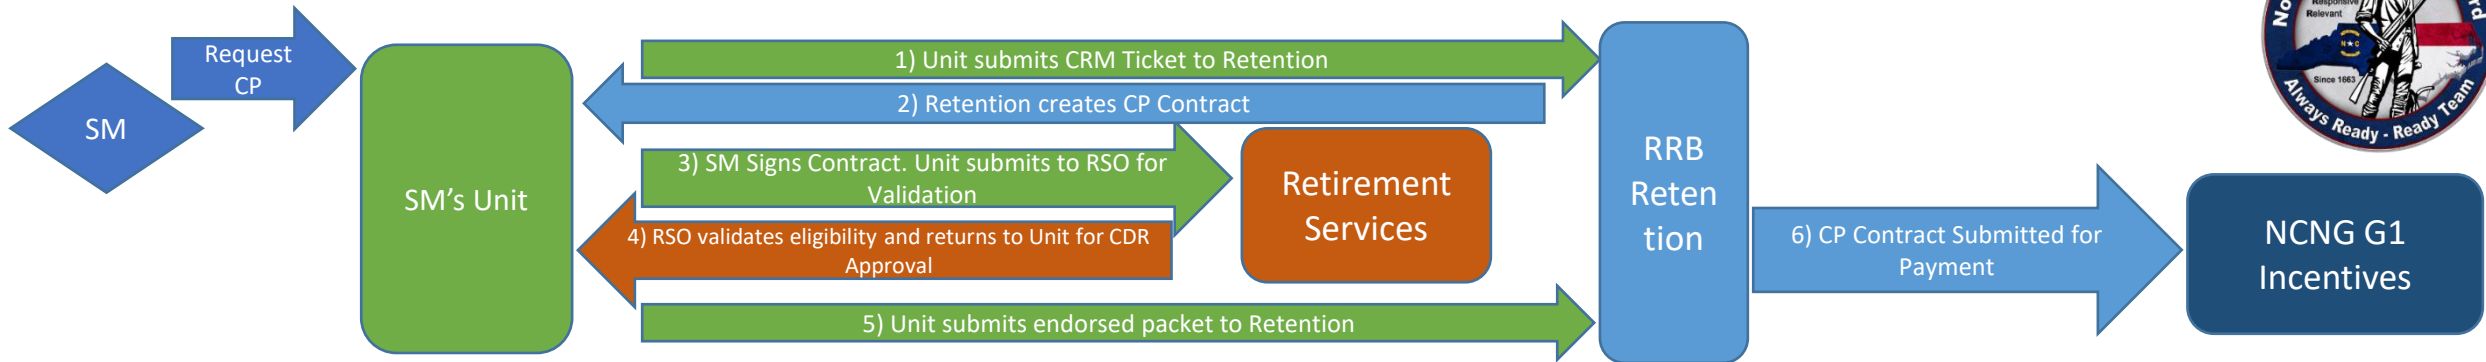 SM
Request
CP
SM's Unit
1) Unit submits CRM Ticket to Retention
2) Retention creates CP Contract
3) SM Signs Contract. Unit submits to RSO for
Validation
4) RSO validates eligibility and returns to Unit for CDR
Approval
5) Unit submits endorsed packet to Retention
Retirement
Services
RRB
Reten
tion
6) CP Contract Submitted for
Payment
NCNG G1
Incentives
Responsive
Relevant
N C
Since 1663
Always Ready - Ready Team